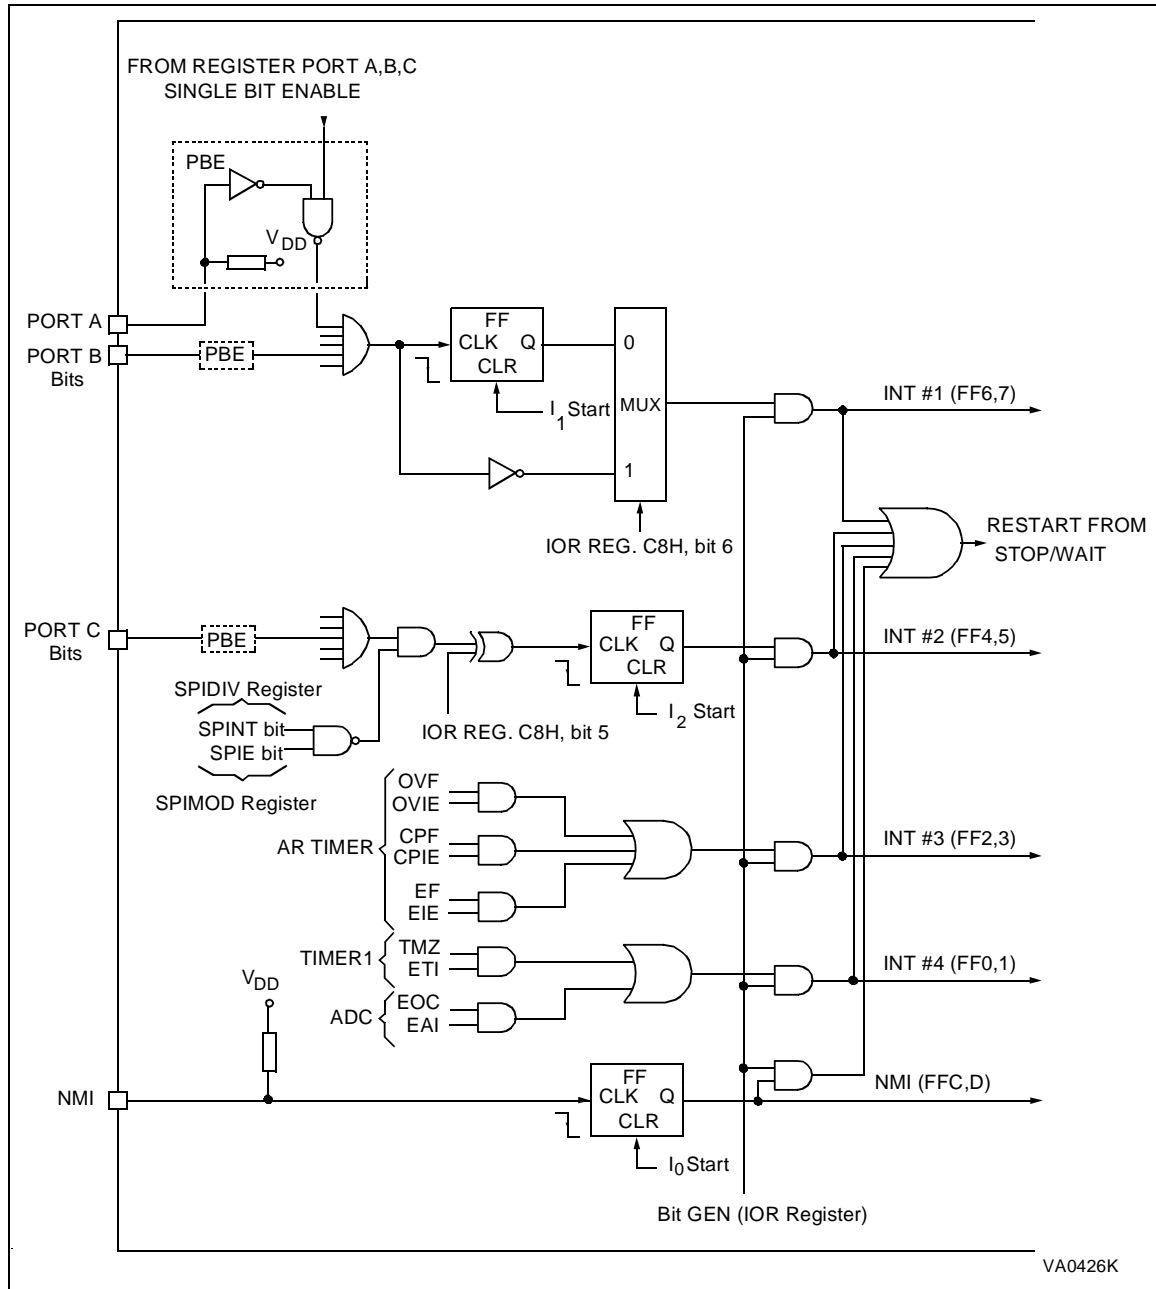 FROM REGISTER PORT A,B,C
SINGLE BIT ENABLE
PBE
VDD
PORT A
PORT B
Bits
PBE
FF
CLK Q
CLR
I1 Start
0
MUX
1
IOR REG. C8H, bit 6
INT #1 (FF6,7)
RESTART FROM
STOP/WAIT
PORT C
Bits
PBE
FF
CLK Q
CLR
I2 Start
INT #2 (FF4,5)
SPIDIV Register
SPINT bit
SPIE bit
SPIMOD Register
IOR REG. C8H, bit 5
AR TIMER
OVF
OVIE
CPF
CPIE
EF
EIE
INT #3 (FF2,3)
TIMER1
TMZ
ETI
ADC
EOC
EAI
INT #4 (FF0,1)
VDD
NMI
FF
CLK Q
CLR
I0 Start
NMI (FFC,D)
Bit GEN (IOR Register)
VA0426K